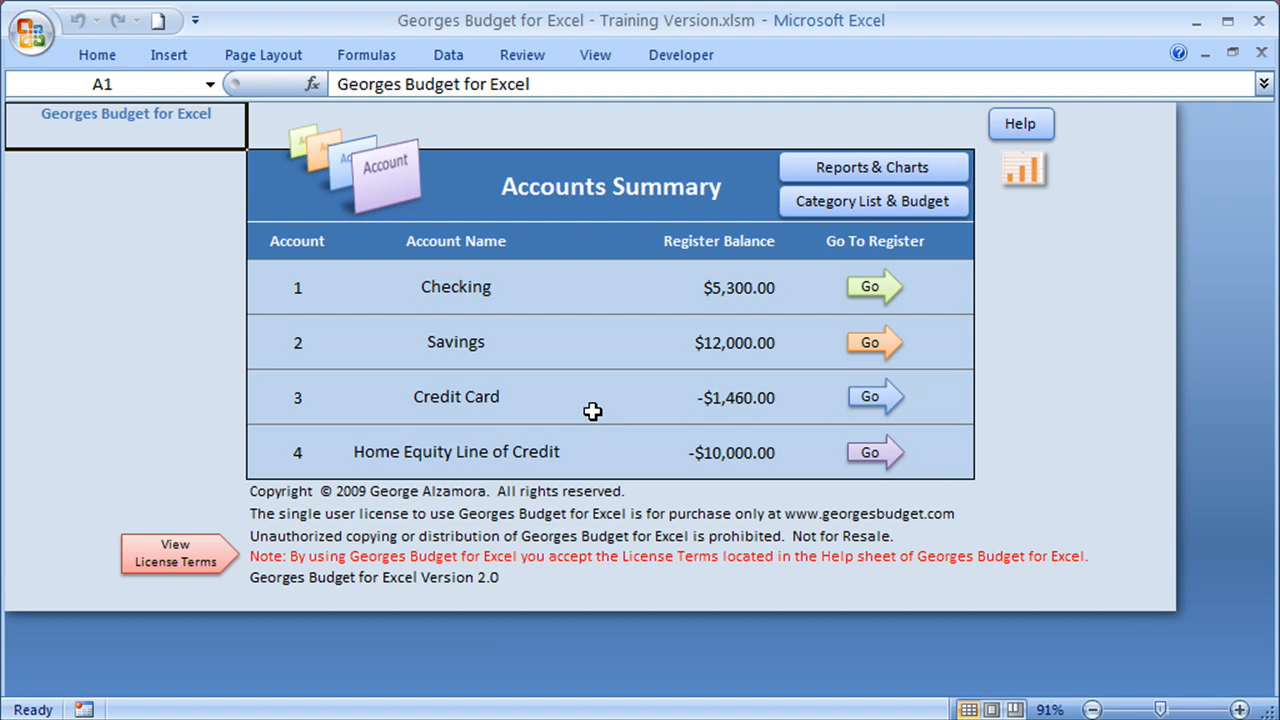 Georges Budget for Excel - Training Version.xlsm - Microsoft Excel
Home Insert Page Layout Formulas Data Review View Developer
A1 fx Georges Budget for Excel
Georges Budget for Excel
Help
Account
Accounts Summary
Reports & Charts
Category List & Budget
Account Account Name Register Balance Go To Register
1 Checking $5,300.00 Go
2 Savings $12,000.00 Go
3 Credit Card -$1,460.00 Go
4 Home Equity Line of Credit -$10,000.00 Go
Copyright © 2009 George Alzamora. All rights reserved.
The single user license to use Georges Budget for Excel is for purchase only at www.georgesbudget.com
Unauthorized copying or distribution of Georges Budget for Excel is prohibited. Not for Resale.
View
License Terms
Note: By using Georges Budget for Excel you accept the License Terms located in the Help sheet of Georges Budget for Excel.
Georges Budget for Excel Version 2.0
Ready 91%